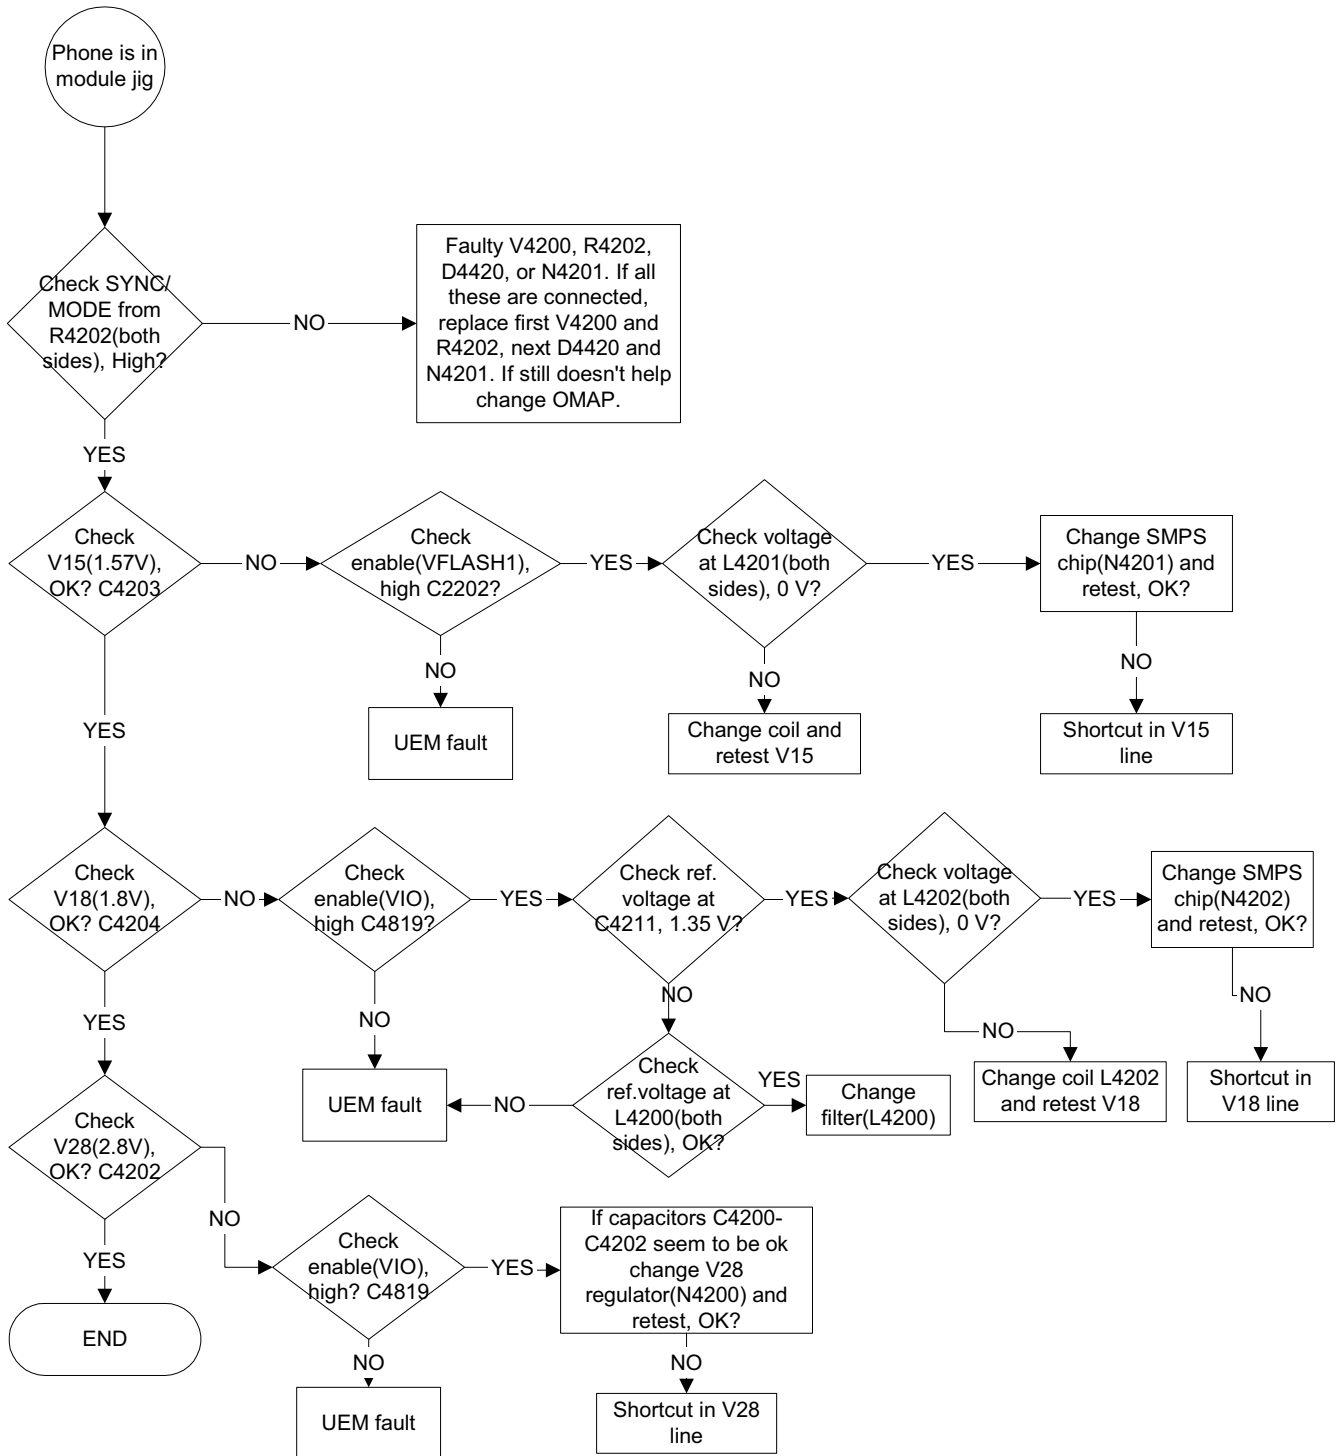 Phone is in
module jig
Check SYNC/
MODE from
R4202(both
sides), High?
NO
Faulty V4200, R4202,
D4420, or N4201. If all
these are connected,
replace first V4200 and
R4202, next D4420 and
N4201. If still doesn't help
change OMAP.
YES
Check
V15(1.57V),
OK? C4203
NO
Check
enable(VFLASH1),
high C2202?
YES
Check voltage
at L4201(both
sides), 0 V?
YES
Change SMPS
chip(N4201) and
retest, OK?
NO
UEM fault
NO
Change coil and
retest V15
NO
Shortcut in V15
line
YES
Check
V18(1.8V),
OK? C4204
NO
Check
enable(VIO),
high C4819?
YES
Check ref.
voltage at
C4211, 1.35 V?
YES
Check voltage
at L4202(both
sides), 0 V?
YES
Change SMPS
chip(N4202)
and retest, OK?
NO
UEM fault
NO
Check
ref.voltage at
L4200(both
sides), OK?
NO
YES
Change
filter(L4200)
NO
Change coil L4202
and retest V18
NO
Shortcut in
V18 line
YES
Check
V28(2.8V),
OK? C4202
NO
Check
enable(VIO),
high? C4819
YES
If capacitors C4200-
C4202 seem to be ok
change V28
regulator(N4200) and
retest, OK?
YES
END
NO
UEM fault
NO
Shortcut in V28
line